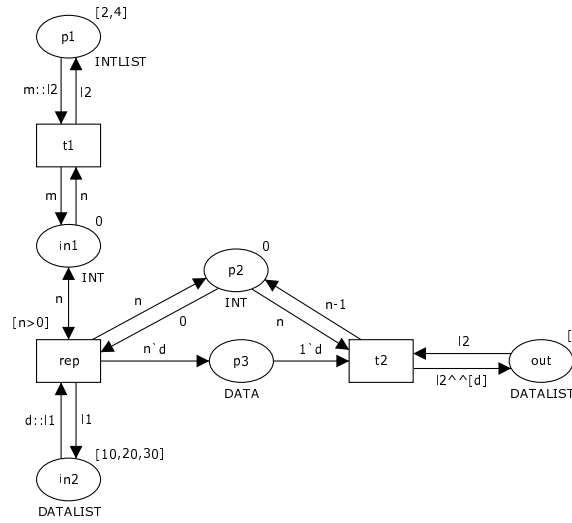 [2,4]
p1
INTLIST
m::l2
l2
t1
m
n
0
in1
INT
0
p2
INT
n
[n>0]
n
0
n
n-1
rep
n`d
p3
DATA
1`d
t2
l2
l2^^[d]
[
out
DATALIST
d::l1
l1
[10,20,30]
in2
DATALIST